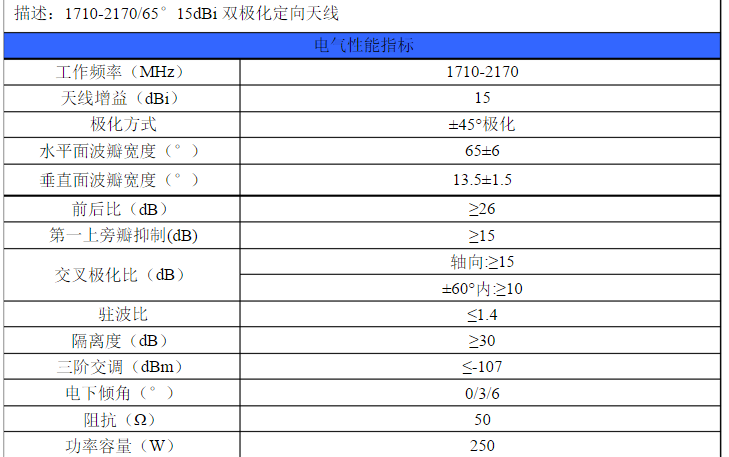 描述：1710-2170/65°15dBi 双极化定向天线
电气性能指标
工作频率（MHz） 1710-2170
天线增益（dBi） 15
极化方式 ±45°极化
水平面波瓣宽度（°） 65±6
垂直面波瓣宽度（°） 13.5±1.5
前后比（dB） ≥26
第一上旁瓣抑制(dB) ≥15
交叉极化比（dB） 轴向:≥15
±60°内:≥10
驻波比 ≤1.4
隔离度（dB） ≥30
三阶交调（dBm） ≤-107
电下倾角（°） 0/3/6
阻抗（Ω） 50
功率容量（W） 250